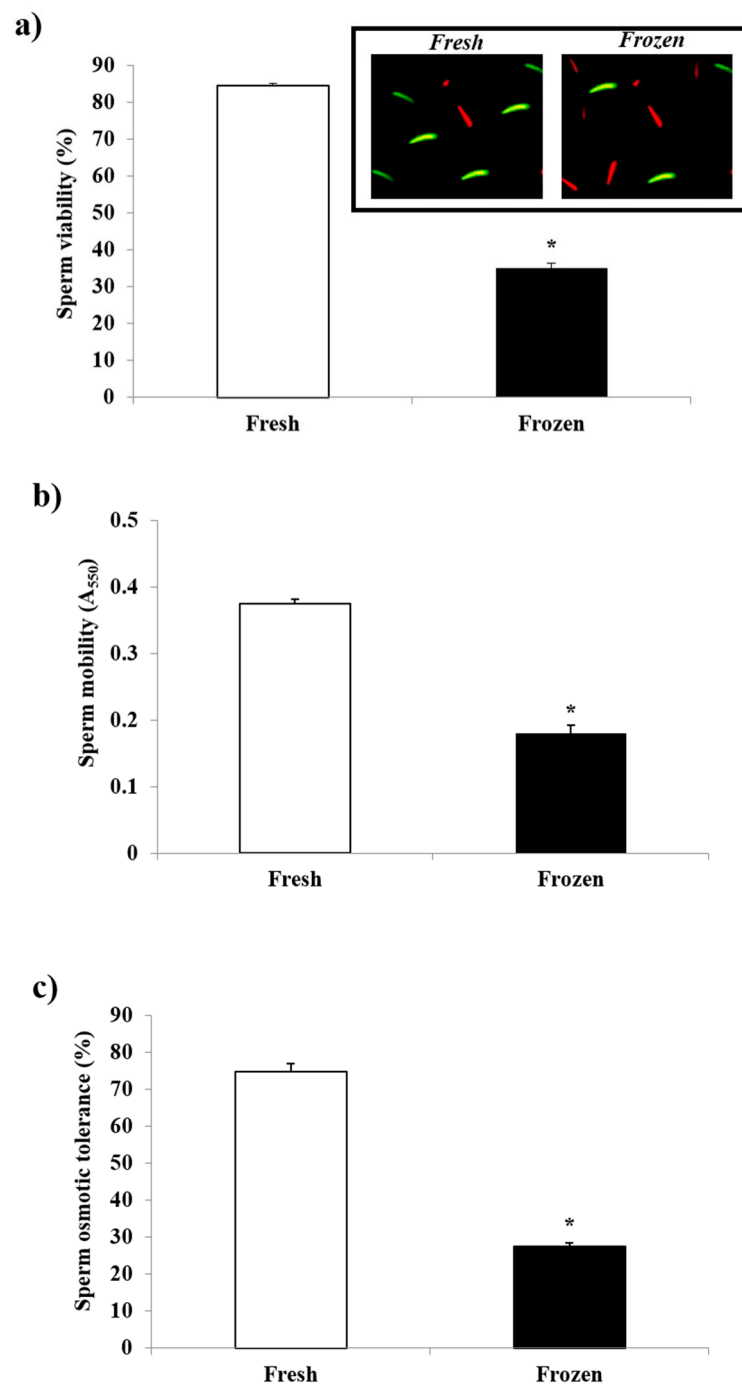 a)
Fresh Frozen
90
80
70
60
50
40
30
20
10
0
Sperm viability (%)
*
Fresh Frozen
b)
0.5
0.4
0.3
0.2
0.1
0
Sperm mobility (A550)
*
Fresh Frozen
c)
90
80
70
60
50
40
30
20
10
0
Sperm osmotic tolerance (%)
*
Fresh Frozen